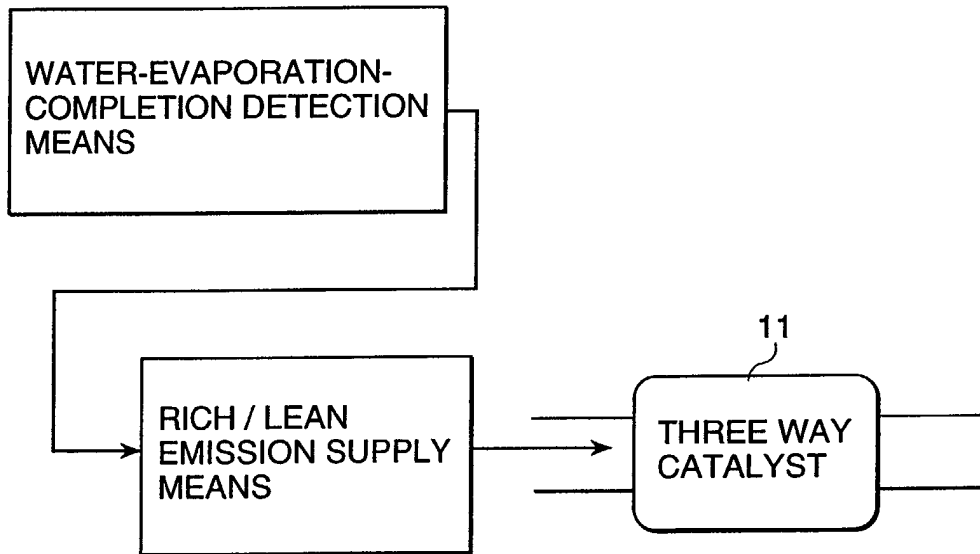 WATER-EVAPORATION-
COMPLETION DETECTION
MEANS
RICH / LEAN
EMISSION SUPPLY
MEANS
11
THREE WAY
CATALYST